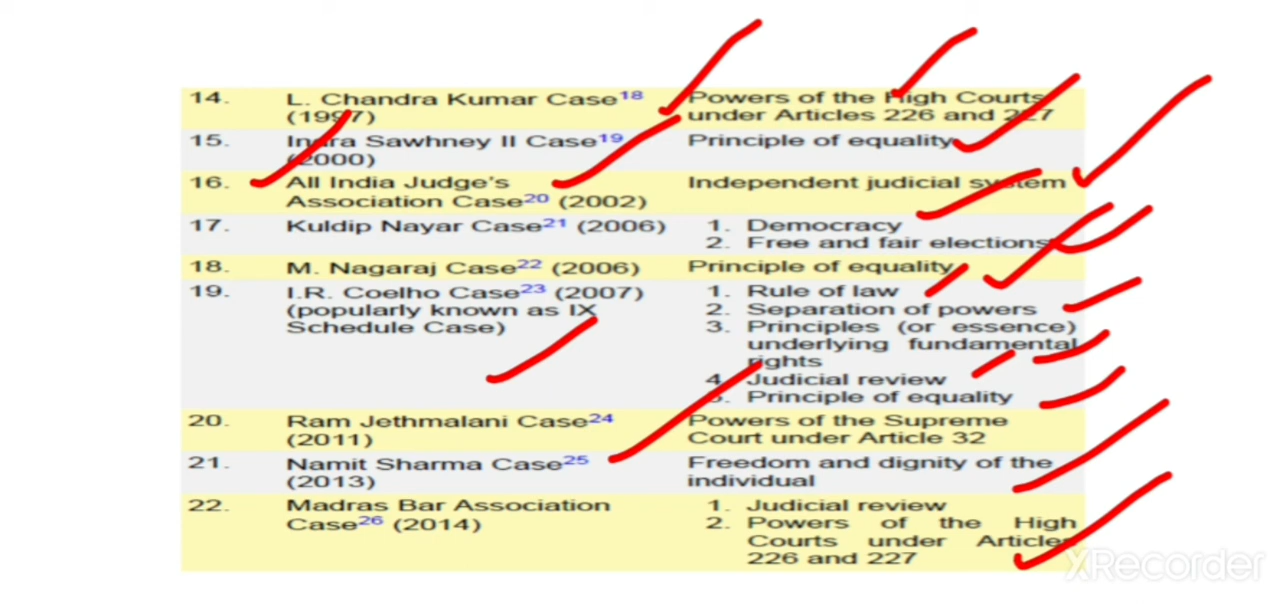 14. L. Chandra Kumar Case18 Powers of the High Courts
(1997) under Articles 226 and 227
15. Indra Sawhney II Case19 Principle of equality
(2000)
16. All India Judge's Independent judicial system
Association Case20 (2002)
17. Kuldip Nayar Case21 (2006) 1. Democracy
2. Free and fair elections
18. M. Nagaraj Case22 (2006) Principle of equality
19. I.R. Coelho Case23 (2007) 1. Rule of law
(popularly known as IX 2. Separation of powers
Schedule Case) 3. Principles (or essence)
underlying fundamental
rights
4. Judicial review
5. Principle of equality
20. Ram Jethmalani Case24 Powers of the Supreme
(2011) Court under Article 32
21. Namit Sharma Case25 Freedom and dignity of the
(2013) individual
22. Madras Bar Association 1. Judicial review
Case26 (2014) 2. Powers of the High
Courts under Articles
226 and 227
XRecorder